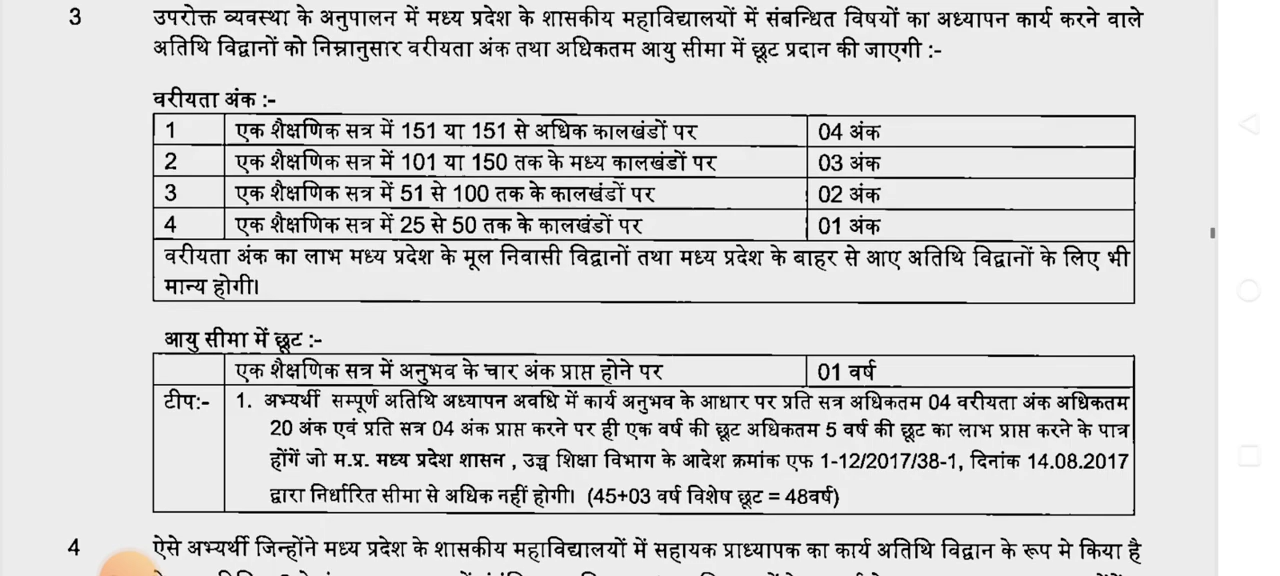 3 उपरोक्त व्यवस्था के अनुपालन में मध्य प्रदेश के शासकीय महाविद्यालयों में संबन्धित विषयों का अध्यापन कार्य करने वाले
अतिथि विद्वानों को निम्नानुसार वरीयता अंक तथा अधिकतम आयु सीमा में छूट प्रदान की जाएगी :-
वरीयता अंक :-
1 एक शैक्षणिक सत्र में 151 या 151 से अधिक कालखंडों पर 04 अंक
2 एक शैक्षणिक सत्र में 101 या 150 तक के मध्य कालखंडों पर 03 अंक
3 एक शैक्षणिक सत्र में 51 से 100 तक के कालखंडों पर 02 अंक
4 एक शैक्षणिक सत्र में 25 से 50 तक के कालखंडों पर 01 अंक
वरीयता अंक का लाभ मध्य प्रदेश के मूल निवासी विद्वानों तथा मध्य प्रदेश के बाहर से आए अतिथि विद्वानों के लिए भी
मान्य होगी।
आयु सीमा में छूट :-
एक शैक्षणिक सत्र में अनुभव के चार अंक प्राप्त होने पर 01 वर्ष
टीप:- 1. अभ्यर्थी सम्पूर्ण अतिथि अध्यापन अवधि में कार्य अनुभव के आधार पर प्रति सत्र अधिकतम 04 वरीयता अंक अधिकतम
20 अंक एवं प्रति सत्र 04 अंक प्राप्त करने पर ही एक वर्ष की छूट अधिकतम 5 वर्ष की छूट का लाभ प्राप्त करने के पात्र
होंगें जो म.प्र. मध्य प्रदेश शासन , उच्च शिक्षा विभाग के आदेश क्रमांक एफ 1-12/2017/38-1, दिनांक 14.08.2017
द्वारा निर्धारित सीमा से अधिक नहीं होगी। (45+03 वर्ष विशेष छूट = 48वर्ष)
4 ऐसे अभ्यर्थी जिन्होंने मध्य प्रदेश के शासकीय महाविद्यालयों में सहायक प्राध्यापक का कार्य अतिथि विद्वान के रूप मे किया है